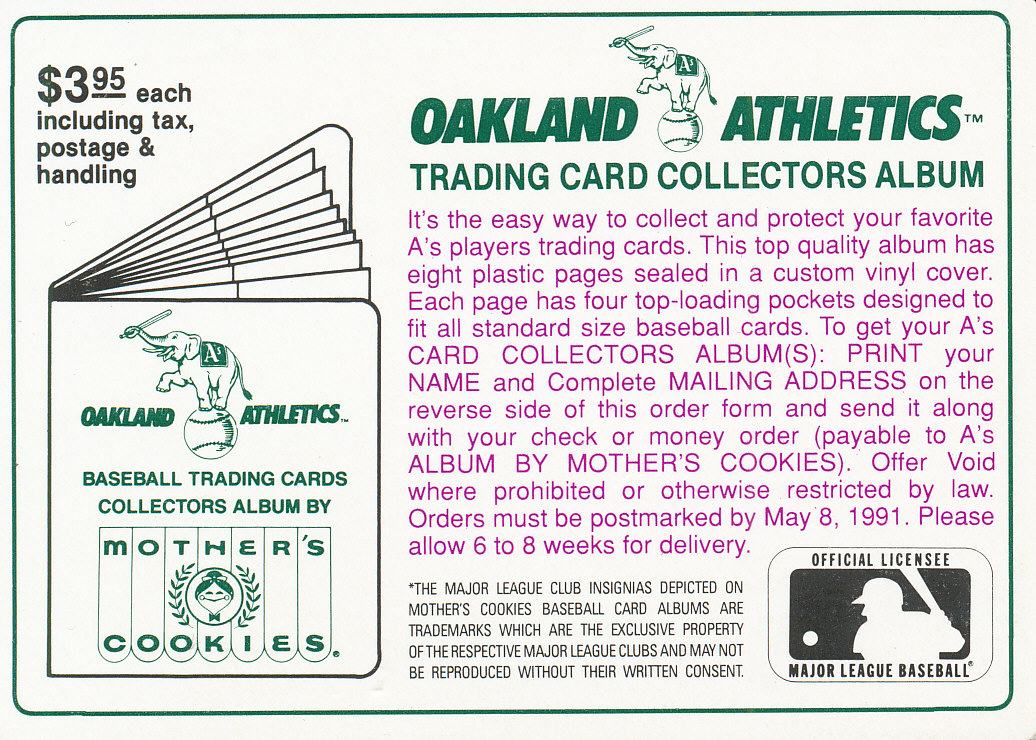 $3.95 each
including tax,
postage &
handling
OAKLAND ATHLETICS™
A's
TRADING CARD COLLECTORS ALBUM
It's the easy way to collect and protect your favorite
A's players trading cards. This top quality album has
eight plastic pages sealed in a custom vinyl cover.
Each page has four top-loading pockets designed to
fit all standard size baseball cards. To get your A's
CARD COLLECTORS ALBUM(S): PRINT your
NAME and Complete MAILING ADDRESS on the
reverse side of this order form and send it along
with your check or money order (payable to A's
ALBUM BY MOTHER'S COOKIES). Offer Void
where prohibited or otherwise restricted by law.
Orders must be postmarked by May 8, 1991. Please
allow 6 to 8 weeks for delivery.
A's
OAKLAND ATHLETICS™
BASEBALL TRADING CARDS
COLLECTORS ALBUM BY
MOTHER'S
COOKIES®
*THE MAJOR LEAGUE CLUB INSIGNIAS DEPICTED ON
MOTHER'S COOKIES BASEBALL CARD ALBUMS ARE
TRADEMARKS WHICH ARE THE EXCLUSIVE PROPERTY
OF THE RESPECTIVE MAJOR LEAGUE CLUBS AND MAY NOT
BE REPRODUCED WITHOUT THEIR WRITTEN CONSENT.
OFFICIAL LICENSEE
MAJOR LEAGUE BASEBALL®